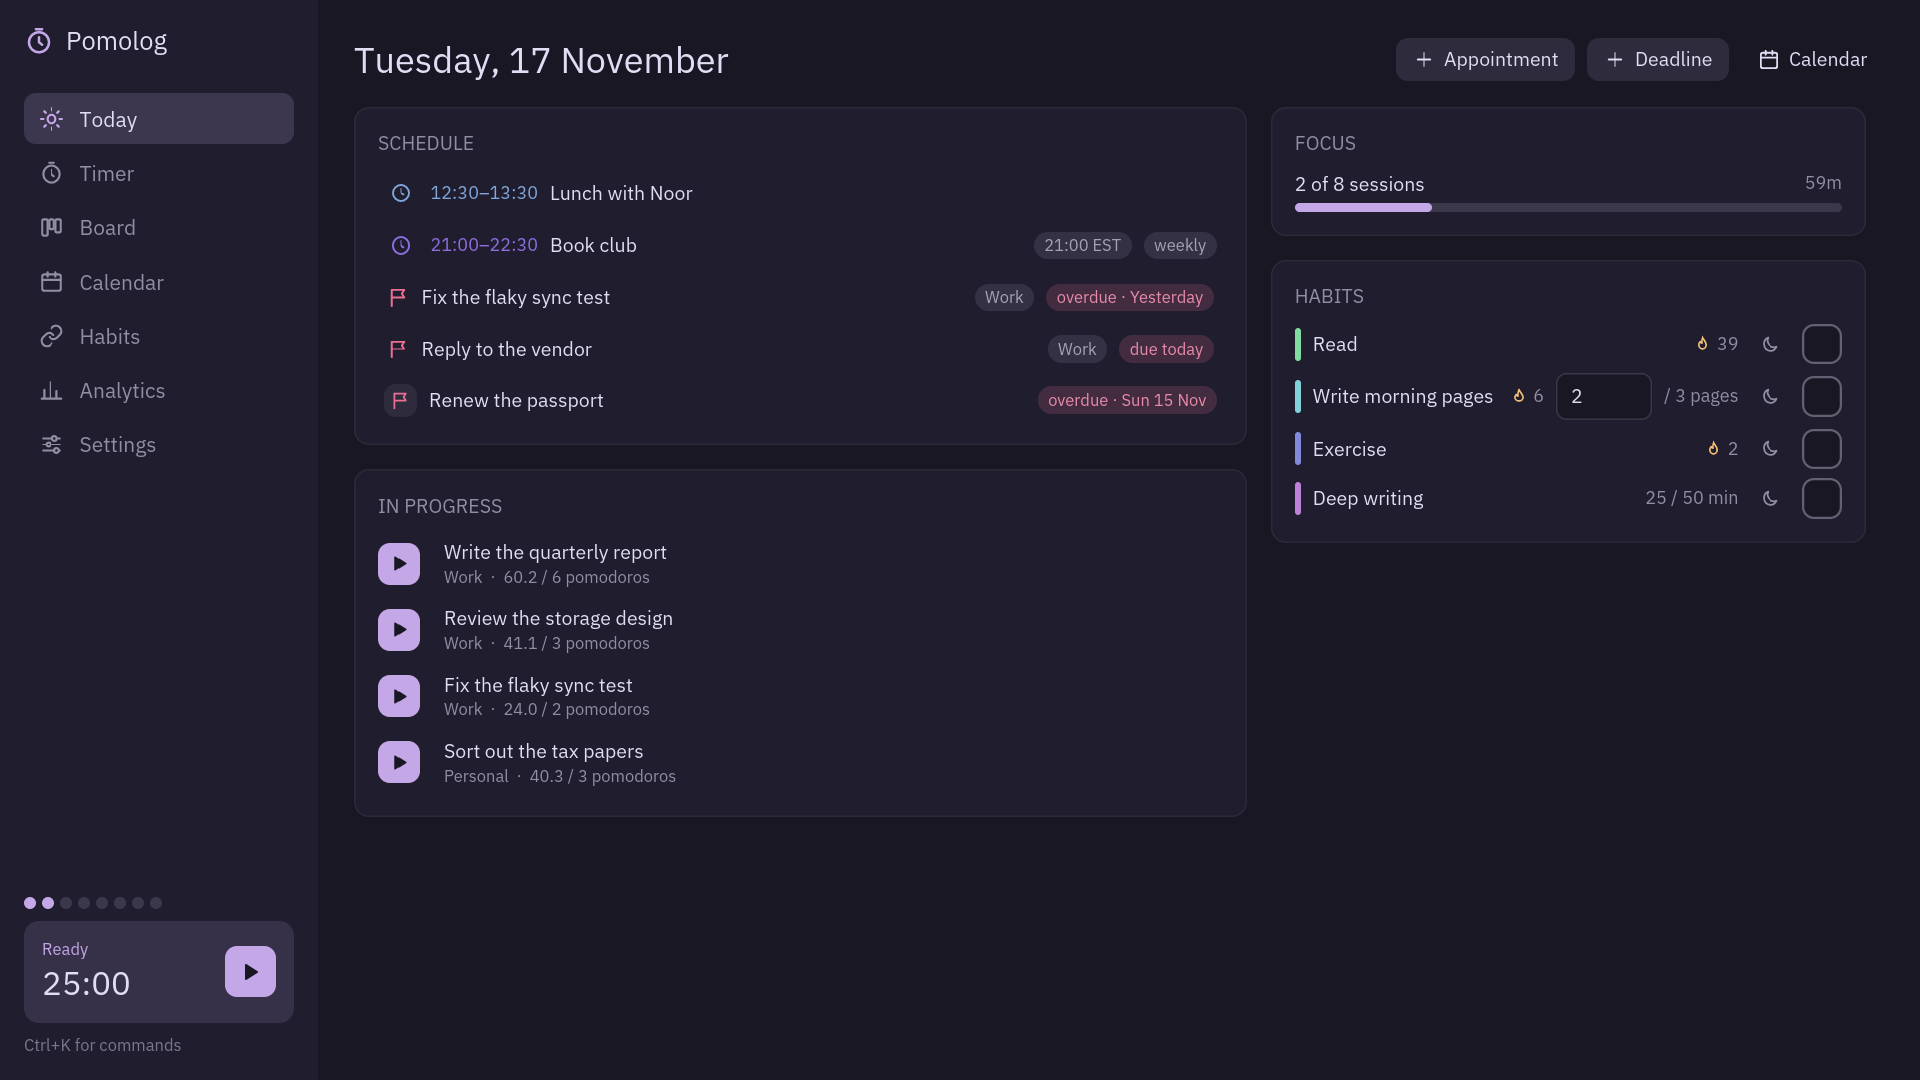 Pomolog
Today
Timer
Board
Calendar
Habits
Analytics
Settings
Ready
25:00
Ctrl+K for commands
Tuesday, 17 November
Appointment
Deadline
Calendar
SCHEDULE
12:30–13:30 Lunch with Noor
21:00–22:30 Book club 21:00 EST weekly
Fix the flaky sync test Work overdue · Yesterday
Reply to the vendor Work due today
Renew the passport overdue · Sun 15 Nov
IN PROGRESS
Write the quarterly report
Work · 60.2 / 6 pomodoros
Review the storage design
Work · 41.1 / 3 pomodoros
Fix the flaky sync test
Work · 24.0 / 2 pomodoros
Sort out the tax papers
Personal · 40.3 / 3 pomodoros
FOCUS
2 of 8 sessions 59m
HABITS
Read 39
Write morning pages 6 2 / 3 pages
Exercise 2
Deep writing 25 / 50 min